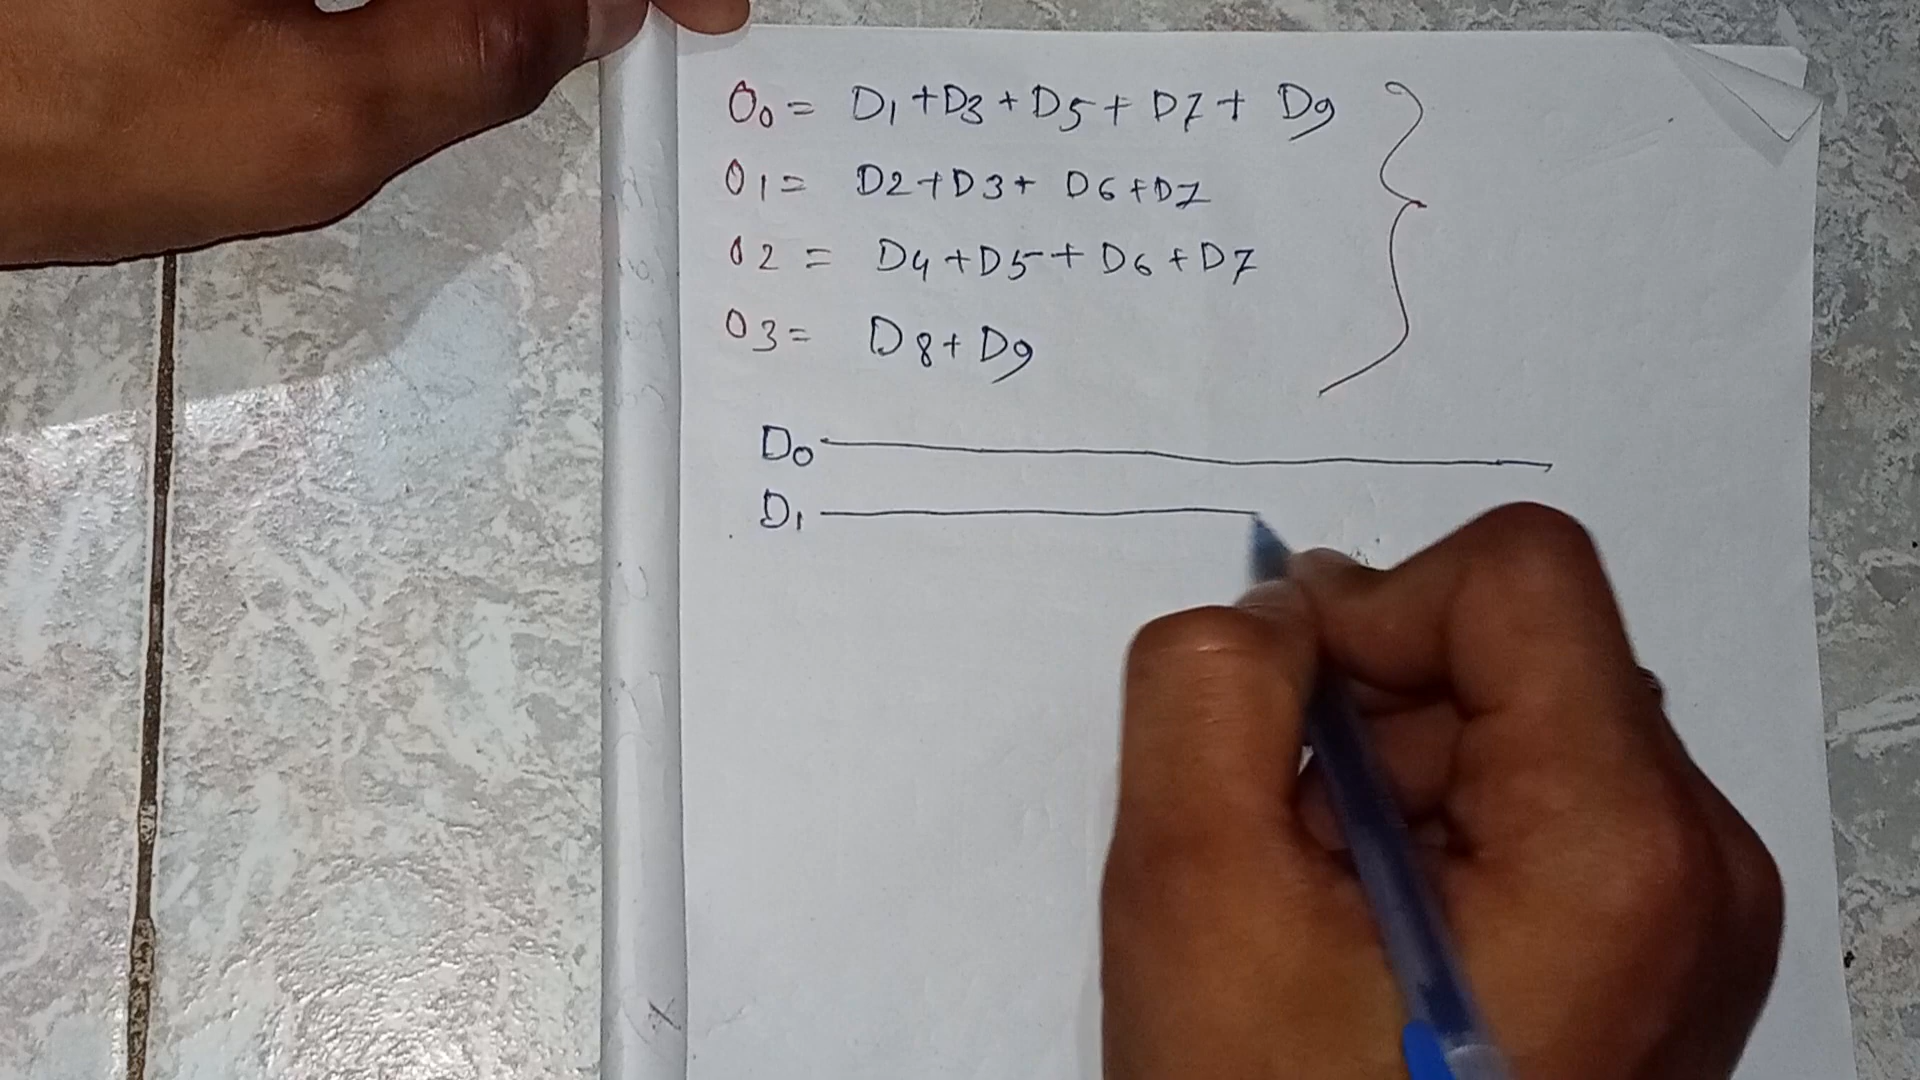 O0 = D1 + D3 + D5 + D7 + D9
O1 = D2 + D3 + D6 + D7
O2 = D4 + D5 + D6 + D7
O3 = D8 + D9
D0
D1